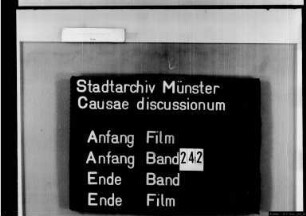 Stadtarchiv Münster
Causae discussionum
Anfang Film
Anfang Band 242
Ende Band
Ende Film